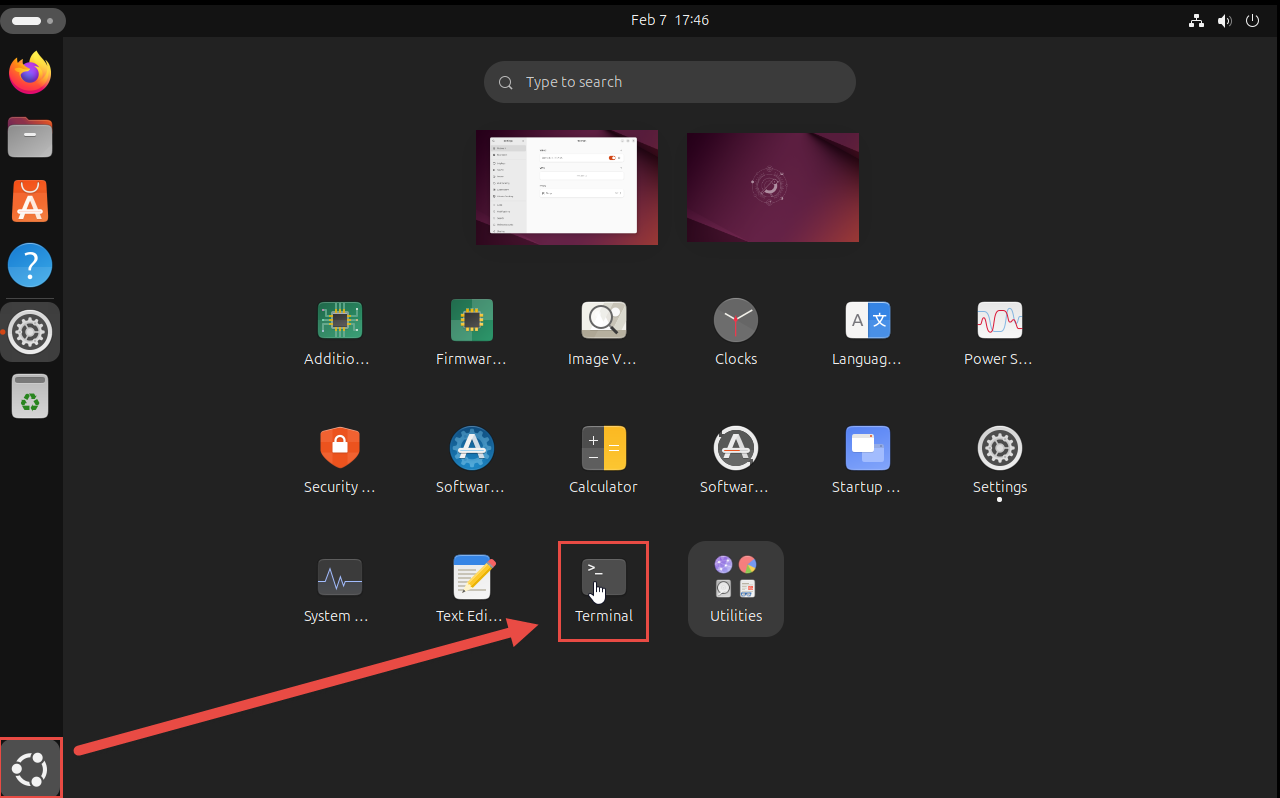 Feb 7 17:46
Type to search
Additio...
Firmwar...
Image V...
Clocks
Languag...
Power S...
Security ...
Softwar...
Calculator
Softwar...
Startup ...
Settings
System ...
Text Edi...
>_
Terminal
Utilities